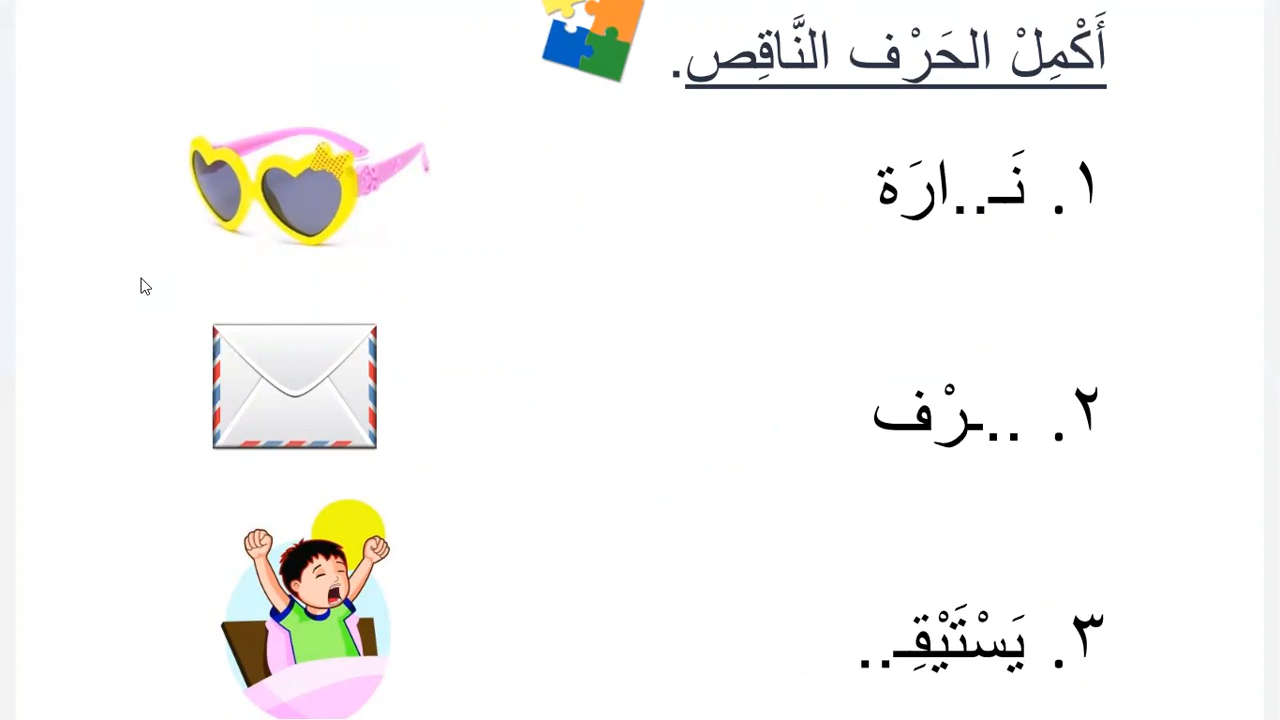 أَكْمِلْ الحَرْف النَّاقِص.
١. نَـ..ارَة
٢. ..ـرْف
٣. يَسْتَيْقِـ..